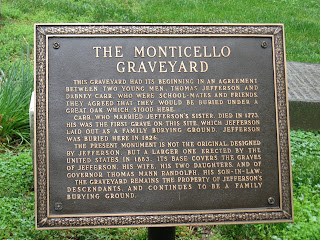 THE MONTICELLO
GRAVEYARD
THIS GRAVEYARD HAD ITS BEGINNING IN AN AGREEMENT
BETWEEN TWO YOUNG MEN, THOMAS JEFFERSON AND
DABNEY CARR, WHO WERE SCHOOL-MATES AND FRIENDS.
THEY AGREED THAT THEY WOULD BE BURIED UNDER A
GREAT OAK WHICH STOOD HERE.
CARR, WHO MARRIED JEFFERSON'S SISTER, DIED IN 1773.
HIS WAS THE FIRST GRAVE ON THIS SITE, WHICH JEFFERSON
LAID OUT AS A FAMILY BURYING GROUND. JEFFERSON
WAS BURIED HERE IN 1826.
THE PRESENT MONUMENT IS NOT THE ORIGINAL, DESIGNED
BY JEFFERSON, BUT A LARGER ONE ERECTED BY THE
UNITED STATES IN 1883. ITS BASE COVERS THE GRAVES
OF JEFFERSON, HIS WIFE, HIS TWO DAUGHTERS, AND OF
GOVERNOR THOMAS MANN RANDOLPH, HIS SON-IN-LAW.
THE GRAVEYARD REMAINS THE PROPERTY OF JEFFERSON'S
DESCENDANTS, AND CONTINUES TO BE A FAMILY
BURYING GROUND.